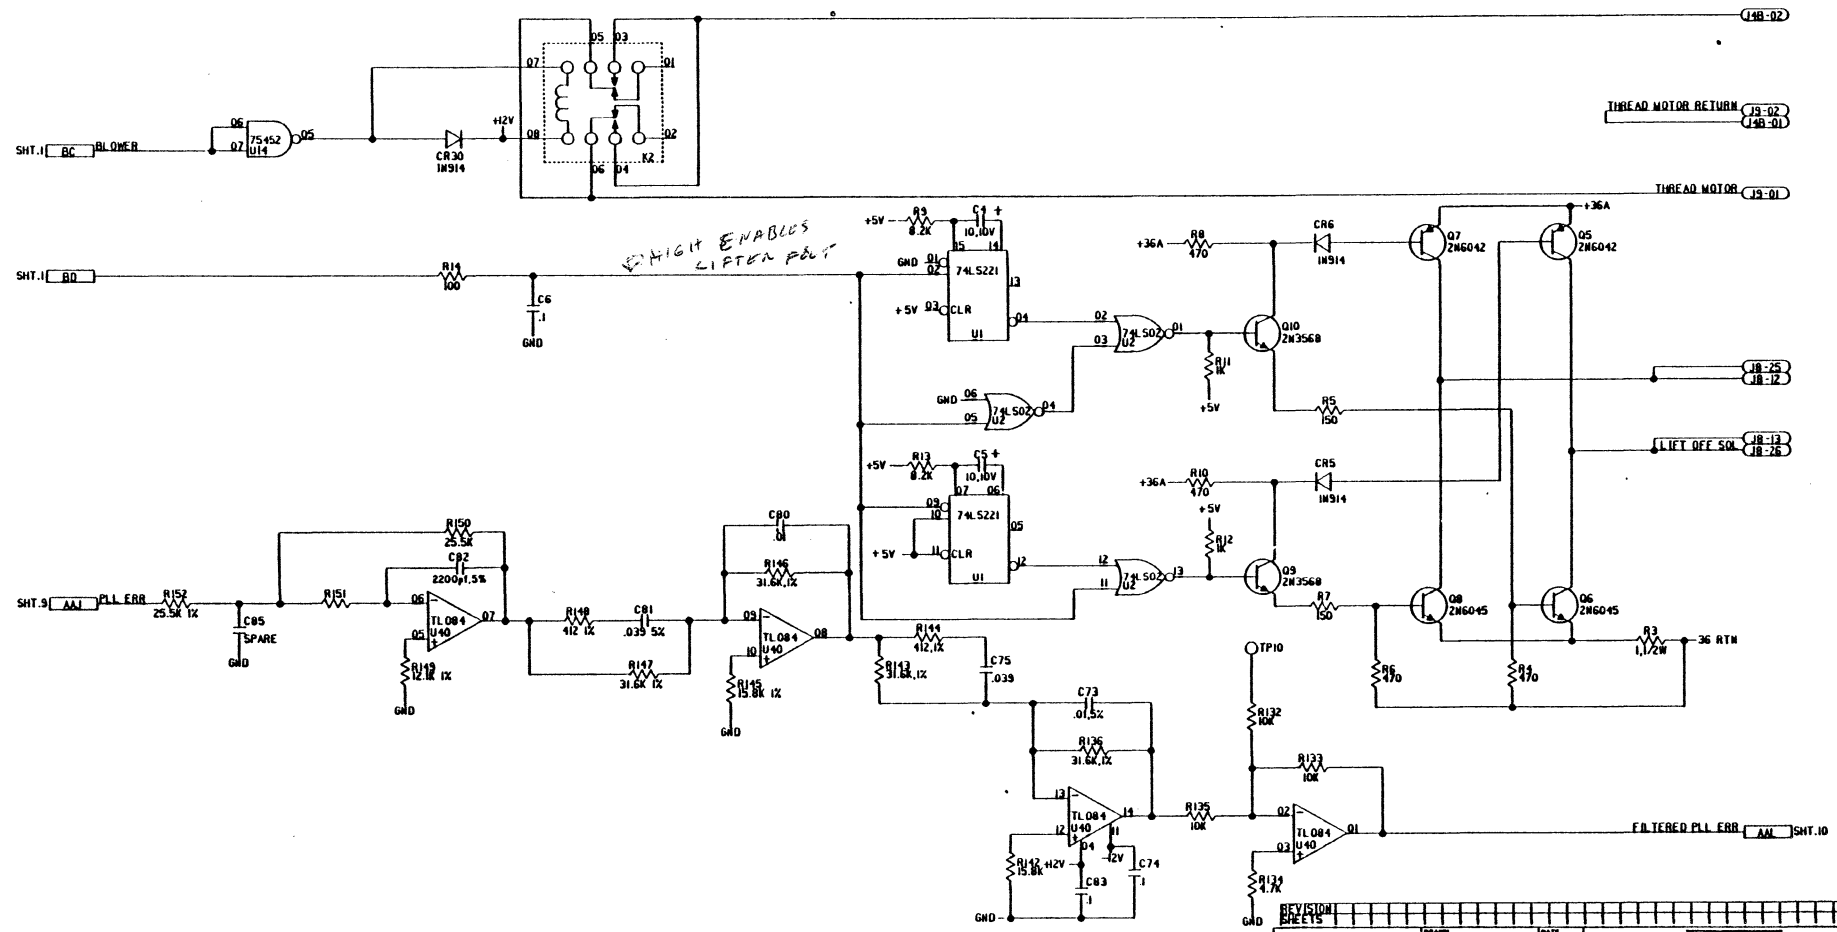 J4B-02
05 03
07 01
THREAD MOTOR RETURN J9-02
J4B-01
+12V
06 75452 05
07 U14
08 02
SHT.1 BC BLOWER
CR30
1N914
K2
06 04
THREAD MOTOR J9-01
+36A
+5V R9 8.2K
C4 + 10,10V
15 14
HIGH ENABLES
LIFTER
SHT.1 BD
R14
100
C6
.1
GND
GND 01
02 74LS221
13
+5V 03 CLR
04
U1
+36A R8
470
CR6
1N914
Q7
2N6042
Q5
2N6042
02
03 74LS02 01
U2
Q10
2N3568
R11
1K
+5V
J8-25
J8-12
GND 06
05 74LS02 04
U2
R5
150
J8-13
LIFT OFF SOL J8-26
+5V R13
8.2K
C5 +
10,10V
07 06
09
10 74LS221
05
+5V 11 CLR
12
U1
+36A R10
470
CR5
1N914
+5V
R12
1K
12
11 74LS02 13
U2
Q9
2N3568
R7
150
Q8
2N6045
Q6
2N6045
R3
1,1/2W
36 RTN
R6
470
R4
470
R150
25.5K
C82
2200pf,5%
SHT.9 AAJ PLL ERR R152
25.5K 1%
R151
C85
SPARE
GND
06 -
TL084 07
05 U40
+
R149
12.1K 1%
GND
R148
412 1%
C81
.039 5%
R147
31.6K 1%
C80
.01
R146
31.6K,1%
09 -
TL084 08
10 U40
+
R145
15.8K 1%
GND
R144
412,1%
R143
31.6K,1%
C75
.039
C73
.01,5%
R136
31.6K,1%
13 -
TL084 14
12 U40
+
11
04
R142
15.8K
+12V
-12V
C83
.1
C74
.1
GND
R135
10K
TP10
R132
10K
R133
10K
02 -
TL084 01
03 U40
+
R134
4.7K
GND
FILTERED PLL ERR AAL SHT.10
REVISION
SHEETS